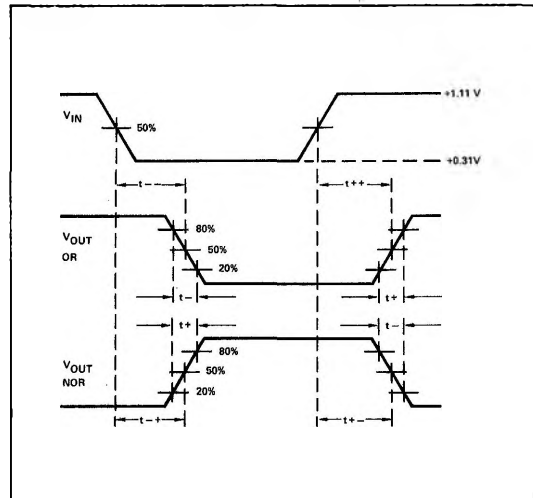 +1.11 V
VIN
50%
+0.31V
t-- t++
VOUT
OR
80%
50%
20%
t- t+
t+ t-
VOUT
NOR
80%
50%
20%
t-+ t+-